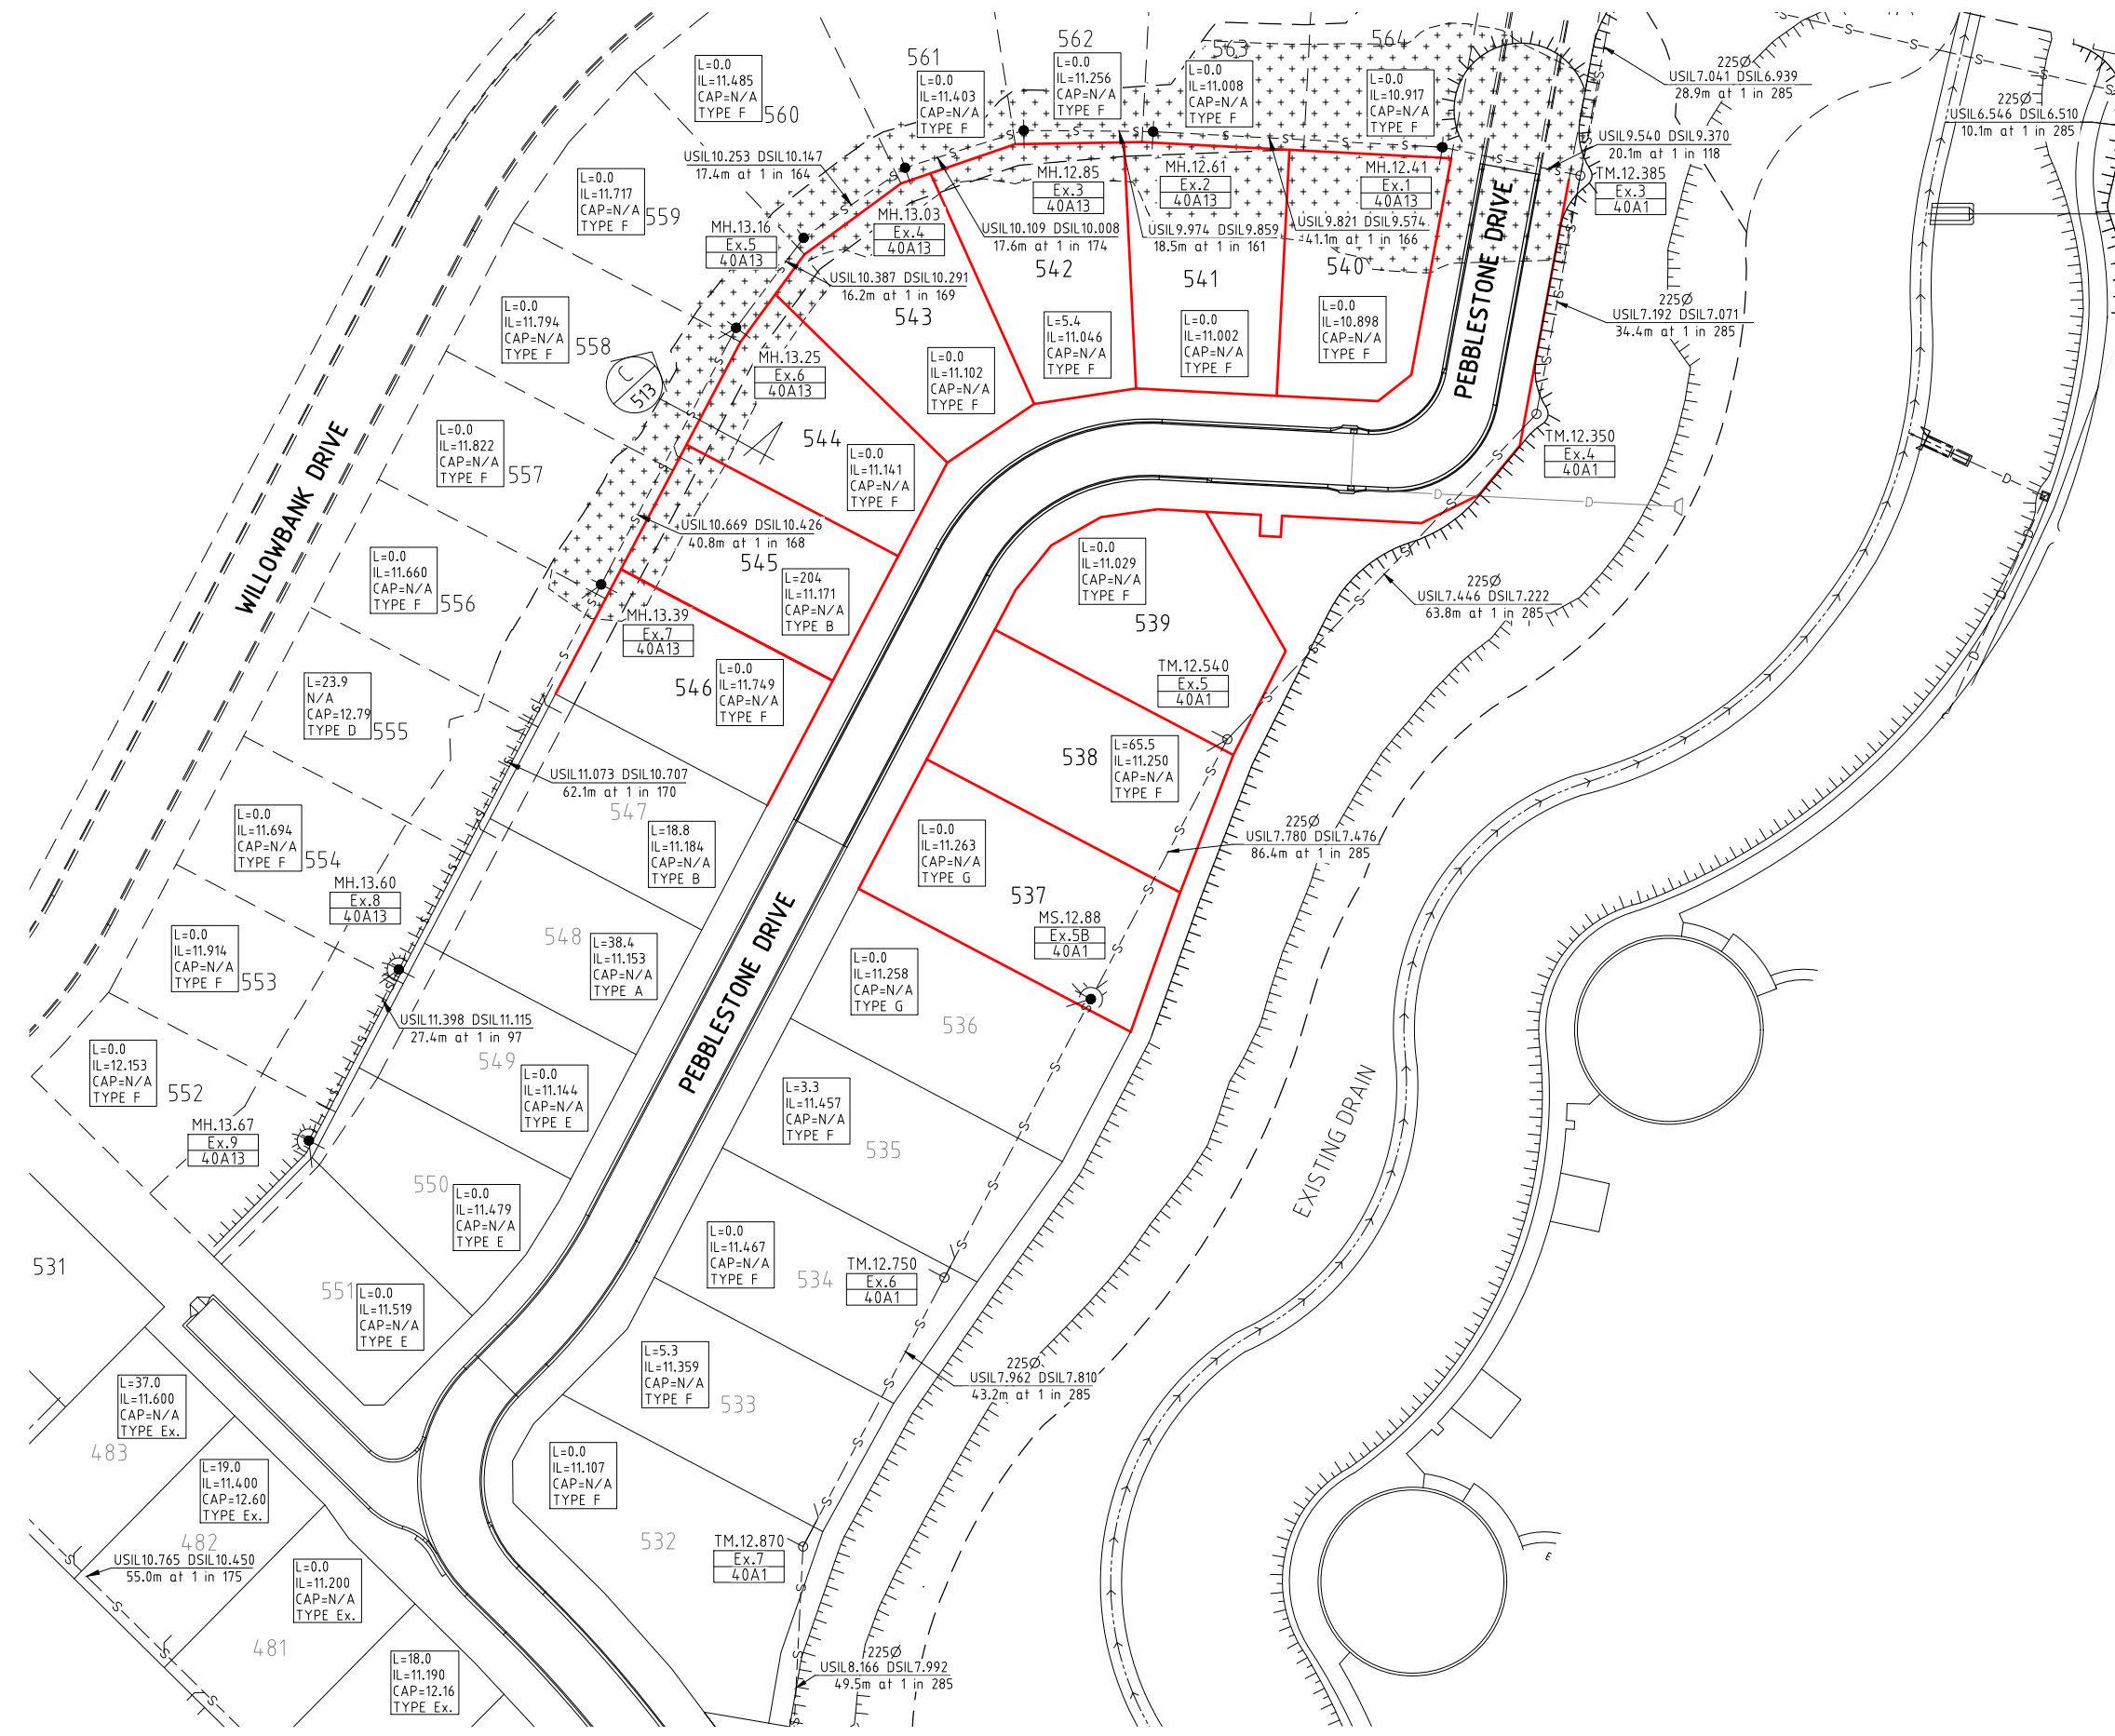 L=0.0
IL=11.485
CAP=N/A
TYPE F
560
561
L=0.0
IL=11.403
CAP=N/A
TYPE F
562
L=0.0
IL=11.256
CAP=N/A
TYPE F
563
L=0.0
IL=11.008
CAP=N/A
TYPE F
564
L=0.0
IL=10.917
CAP=N/A
TYPE F
225Ø
USIL7.041 DSIL6.939
28.9m at 1 in 285
225Ø
USIL6.546 DSIL6.510
10.1m at 1 in 285
USIL9.540 DSIL9.370
20.1m at 1 in 118
USIL10.253 DSIL10.147
17.4m at 1 in 164
L=0.0
IL=11.717
CAP=N/A
TYPE F
559
MH.12.85
Ex.3
40A13
MH.12.61
Ex.2
40A13
MH.12.41
Ex.1
40A13
TM.12.385
Ex.3
40A1
MH.13.16
Ex.5
40A13
MH.13.03
Ex.4
40A13
USIL10.109 DSIL10.008
17.6m at 1 in 174
USIL9.974 DSIL9.859
18.5m at 1 in 161
USIL9.821 DSIL9.574
41.1m at 1 in 166
USIL10.387 DSIL10.291
16.2m at 1 in 169
542
541
540
543
PEBBLESTONE DRIVE
L=0.0
IL=11.794
CAP=N/A
TYPE F
558
L=5.4
IL=11.046
CAP=N/A
TYPE F
L=0.0
IL=11.002
CAP=N/A
TYPE F
L=0.0
IL=10.898
CAP=N/A
TYPE F
225Ø
USIL7.192 DSIL7.071
34.4m at 1 in 285
C
513
MH.13.25
Ex.6
40A13
L=0.0
IL=11.102
CAP=N/A
TYPE F
WILLOWBANK DRIVE
L=0.0
IL=11.822
CAP=N/A
TYPE F
557
544
L=0.0
IL=11.141
CAP=N/A
TYPE F
TM.12.350
Ex.4
40A1
USIL10.669 DSIL10.426
40.8m at 1 in 168
545
L=204
IL=11.171
CAP=N/A
TYPE B
L=0.0
IL=11.660
CAP=N/A
TYPE F
556
L=0.0
IL=11.029
CAP=N/A
TYPE F
539
225Ø
USIL7.446 DSIL7.222
63.8m at 1 in 285
MH.13.39
Ex.7
40A13
546
L=0.0
IL=11.749
CAP=N/A
TYPE F
L=23.9
N/A
CAP=12.79
TYPE D
555
TM.12.540
Ex.5
40A1
538
L=65.5
IL=11.250
CAP=N/A
TYPE F
USIL11.073 DSIL10.707
62.1m at 1 in 170
547
L=18.8
IL=11.184
CAP=N/A
TYPE B
L=0.0
IL=11.694
CAP=N/A
TYPE F
554
L=0.0
IL=11.263
CAP=N/A
TYPE G
225Ø
USIL7.780 DSIL7.476
86.4m at 1 in 285
537
MS.12.88
Ex.5B
40A1
MH.13.60
Ex.8
40A13
L=0.0
IL=11.914
CAP=N/A
TYPE F
553
548
L=38.4
IL=11.153
CAP=N/A
TYPE A
PEBBLESTONE DRIVE
L=0.0
IL=11.258
CAP=N/A
TYPE G
536
USIL11.398 DSIL11.115
27.4m at 1 in 97
549
L=0.0
IL=11.144
CAP=N/A
TYPE E
L=0.0
IL=12.153
CAP=N/A
TYPE F
552
L=3.3
IL=11.457
CAP=N/A
TYPE F
535
EXISTING DRAIN
MH.13.67
Ex.9
40A13
550
L=0.0
IL=11.479
CAP=N/A
TYPE E
L=0.0
IL=11.467
CAP=N/A
TYPE F
534
TM.12.750
Ex.6
40A1
531
551
L=0.0
IL=11.519
CAP=N/A
TYPE E
L=5.3
IL=11.359
CAP=N/A
TYPE F
533
225Ø
USIL7.962 DSIL7.810
43.2m at 1 in 285
L=37.0
IL=11.600
CAP=N/A
TYPE Ex.
483
L=0.0
IL=11.107
CAP=N/A
TYPE F
532
L=19.0
IL=11.400
CAP=12.60
TYPE Ex.
482
USIL10.765 DSIL10.450
55.0m at 1 in 175
TM.12.870
Ex.7
40A1
L=0.0
IL=11.200
CAP=N/A
TYPE Ex.
481
L=18.0
IL=11.190
CAP=12.16
TYPE Ex.
225Ø
USIL8.166 DSIL7.992
49.5m at 1 in 285
E